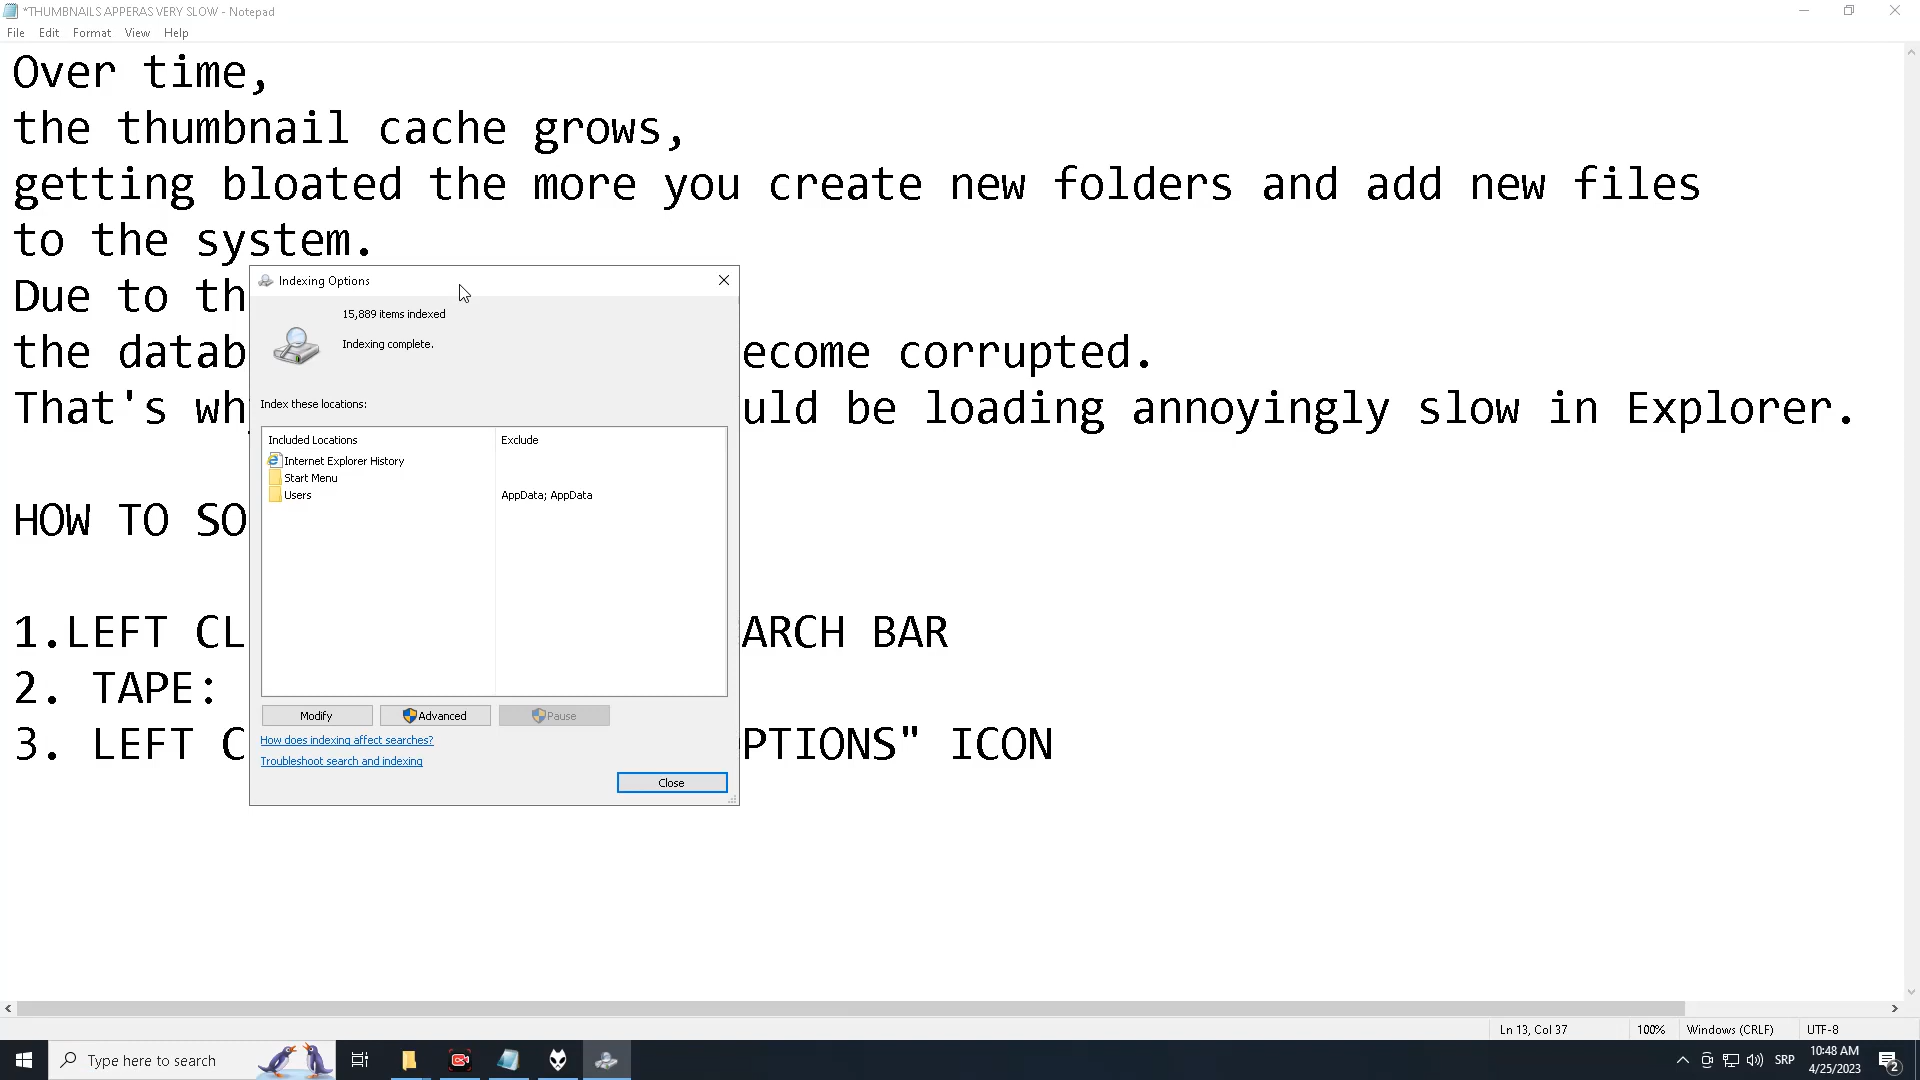 *THUMBNAILS APPERAS VERY SLOW - Notepad
File Edit Format View Help
Over time,
the thumbnail cache grows,
getting bloated the more you create new folders and add new files
to the system.
Due to th
the datab ecome corrupted.
That's wh uld be loading annoyingly slow in Explorer.
HOW TO SO
1.LEFT CL ARCH BAR
2. TAPE:
3. LEFT C PTIONS" ICON
Indexing Options
15,889 items indexed
Indexing complete.
Index these locations:
Included Locations Exclude
Internet Explorer History
Start Menu
Users AppData; AppData
Modify Advanced Pause
How does indexing affect searches?
Troubleshoot search and indexing
Close
Ln 13, Col 37 100% Windows (CRLF) UTF-8
Type here to search
SRP
10:48 AM
4/25/2023
2